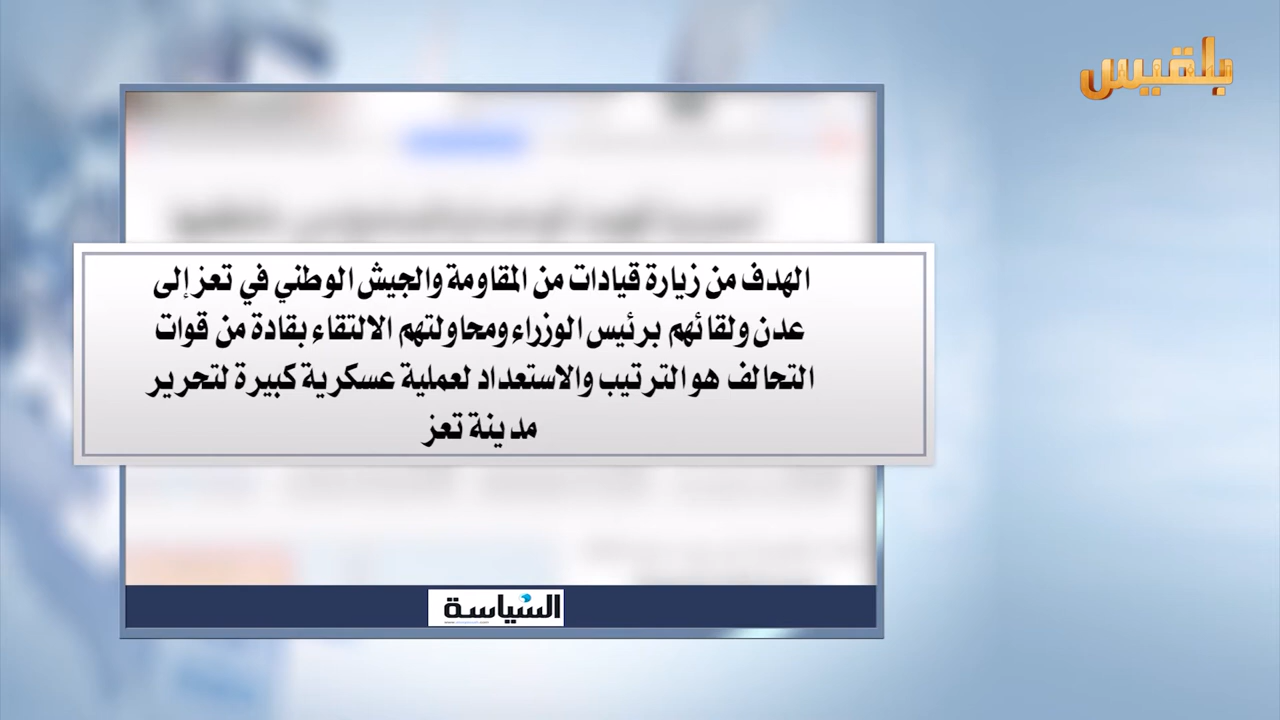 بلقيس
الهدف من زيارة قيادات من المقاومة والجيش الوطني في تعز إلى
عدن ولقائهم برئيس الوزراء ومحاولتهم الالتقاء بقادة من قوات
التحالف هو الترتيب والاستعداد لعملية عسكرية كبيرة لتحرير
مدينة تعز
السياسة